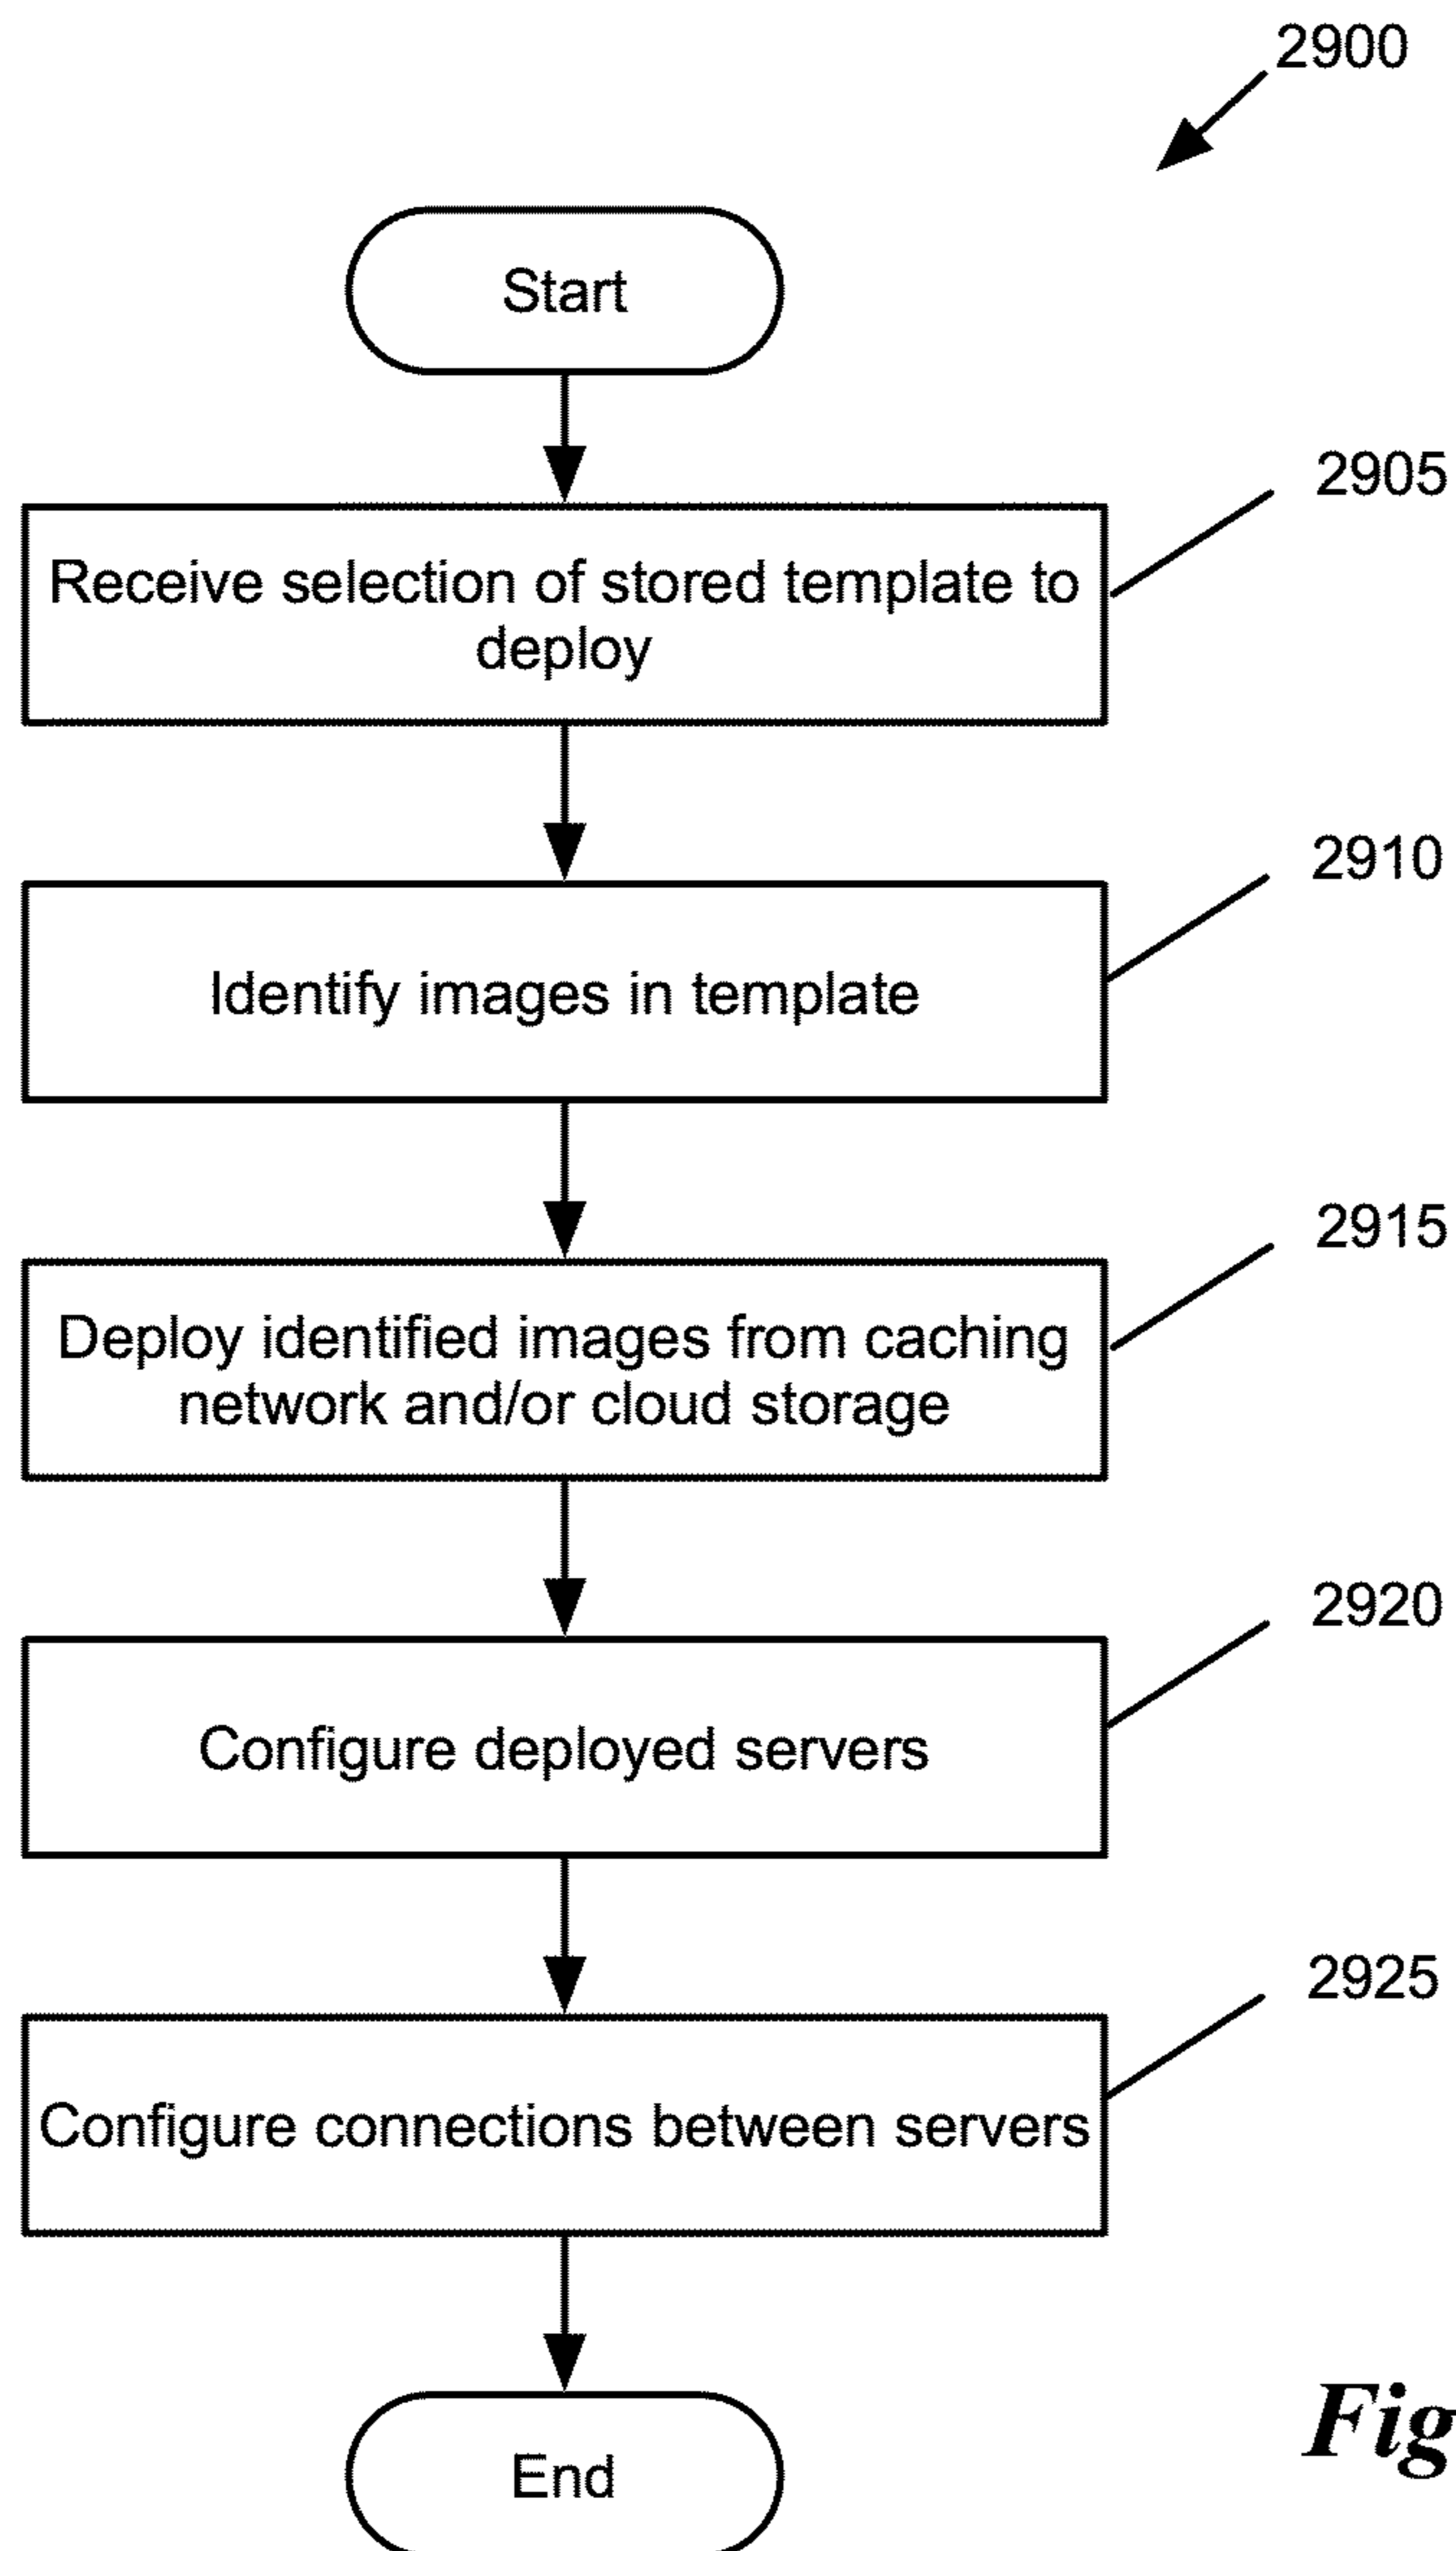 2900
Start
2905
Receive selection of stored template to
deploy
2910
Identify images in template
2915
Deploy identified images from caching
network and/or cloud storage
2920
Configure deployed servers
2925
Configure connections between servers
End
Fig